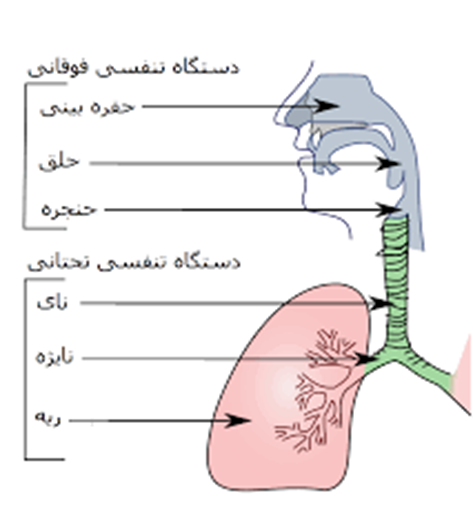 دستگاه تنفسی فوقانی
حفره بینی
حلق
حنجره
دستگاه تنفسی تحتانی
نای
نایژه
ریه